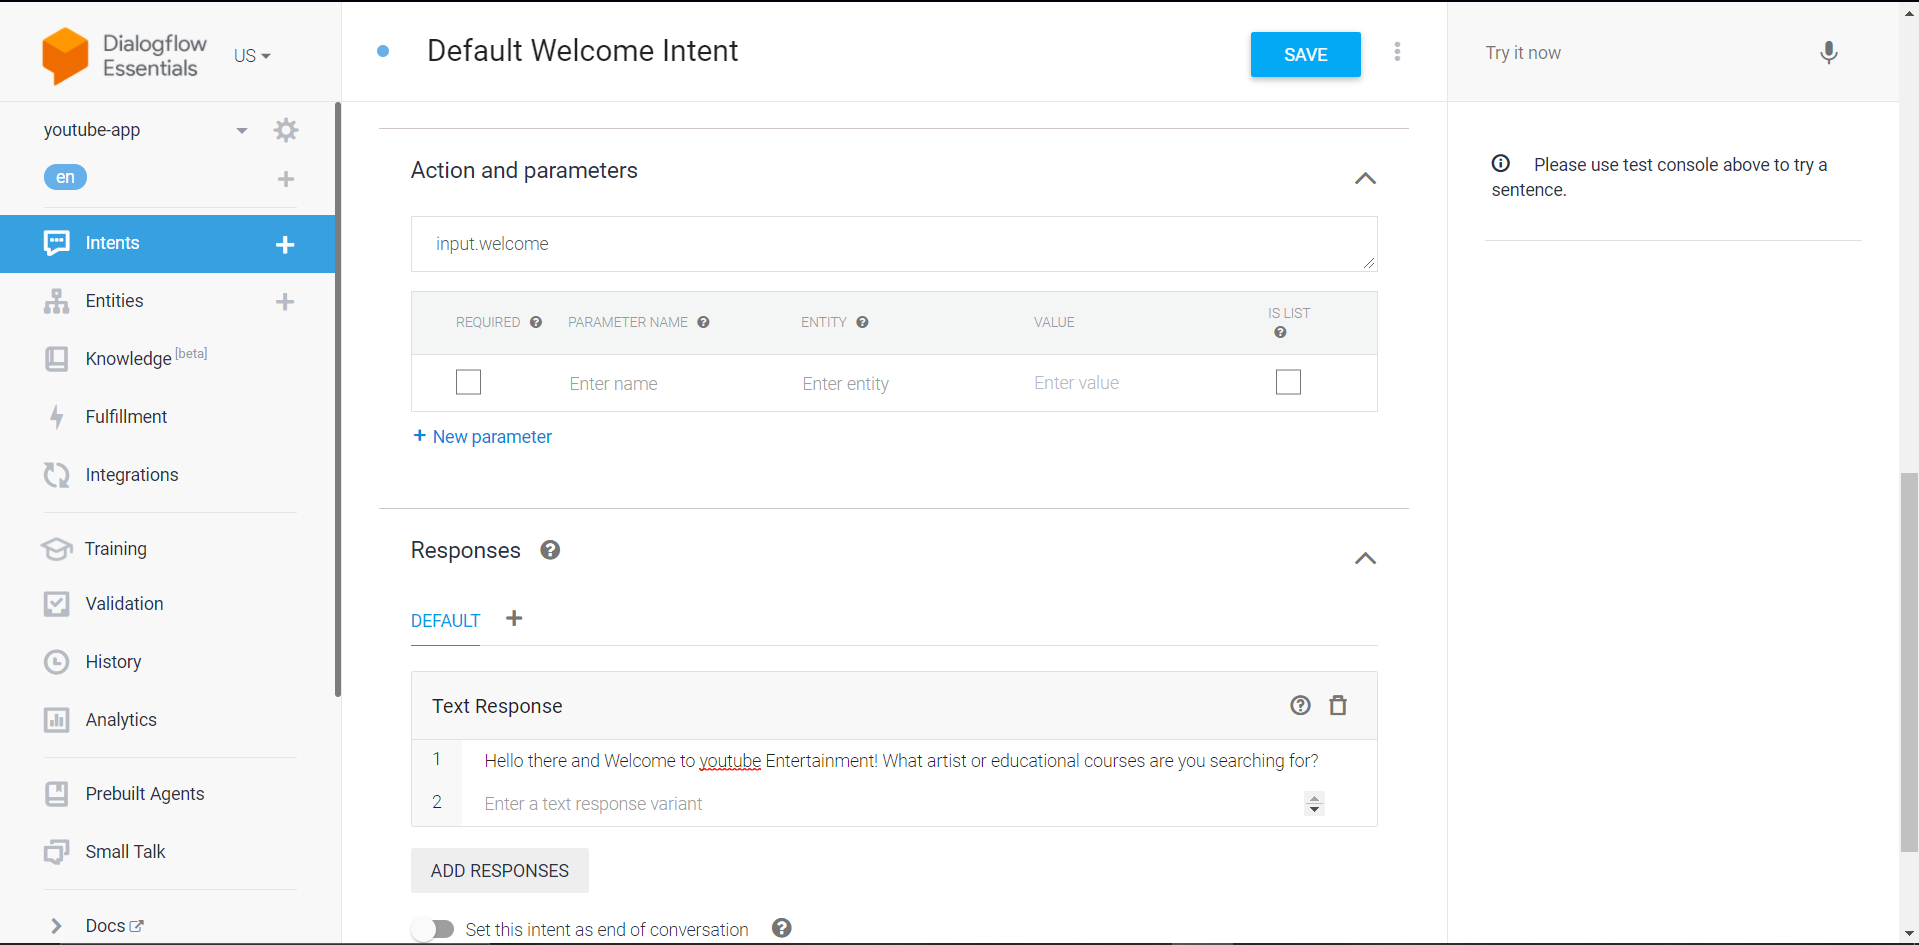 Dialogflow
Essentials
US
youtube-app
en
Intents
Entities
Knowledge [beta]
Fulfillment
Integrations
Training
Validation
History
Analytics
Prebuilt Agents
Small Talk
Docs
Default Welcome Intent
SAVE
Action and parameters
input.welcome
REQUIRED PARAMETER NAME ENTITY VALUE IS LIST
Enter name Enter entity Enter value
+ New parameter
Responses
DEFAULT
Text Response
1 Hello there and Welcome to youtube Entertainment! What artist or educational courses are you searching for?
2 Enter a text response variant
ADD RESPONSES
Set this intent as end of conversation
Try it now
Please use test console above to try a
sentence.